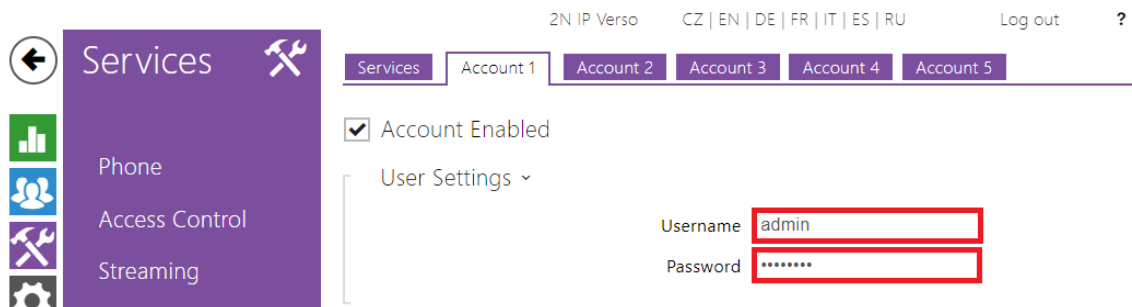 2N IP Verso CZ | EN | DE | FR | IT | ES | RU Log out ?
Services
Services Account 1 Account 2 Account 3 Account 4 Account 5
Account Enabled
Phone
User Settings
Access Control
Username admin
Password ••••••••
Streaming